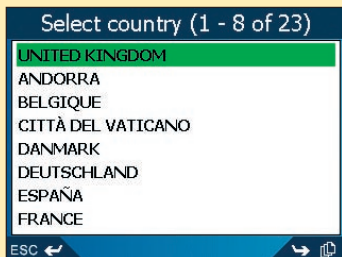 Select country (1 - 8 of 23)
UNITED KINGDOM
ANDORRA
BELGIQUE
CITTÀ DEL VATICANO
DANMARK
DEUTSCHLAND
ESPAÑA
FRANCE
ESC